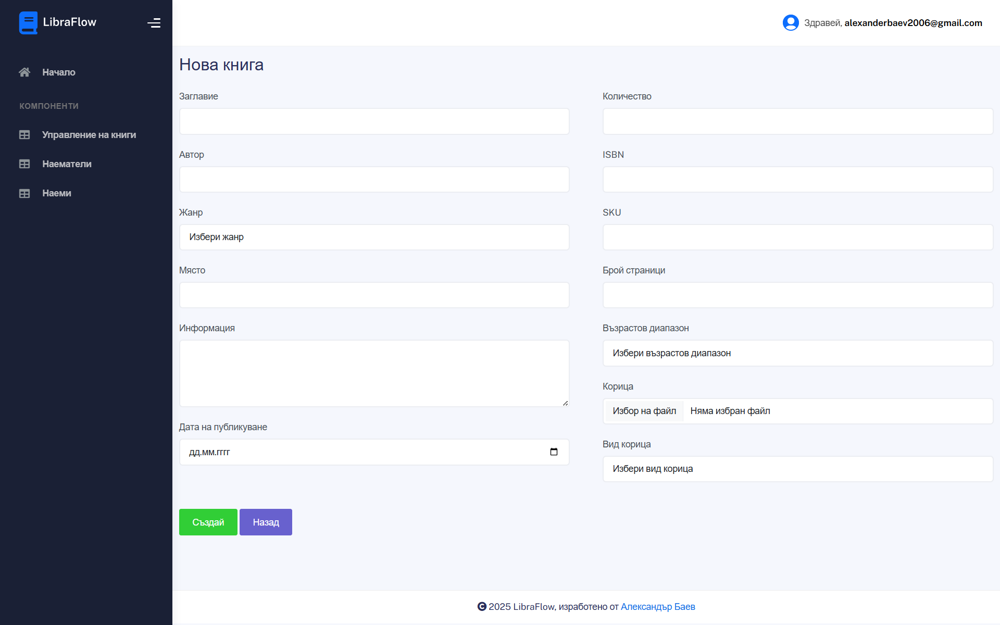 LibraFlow
Здравей, alexanderbaev2006@gmail.com
Начало
КОМПОНЕНТИ
Управление на книги
Наематели
Наеми
Нова книга
Заглавие
Автор
Жанр
Избери жанр
Място
Информация
Дата на публикуване
дд.мм.гггг
Количество
ISBN
SKU
Брой страници
Възрастов диапазон
Избери възрастов диапазон
Корица
Избор на файл Няма избран файл
Вид корица
Избери вид корица
Създай Назад
© 2025 LibraFlow, изработено от Александър Баев